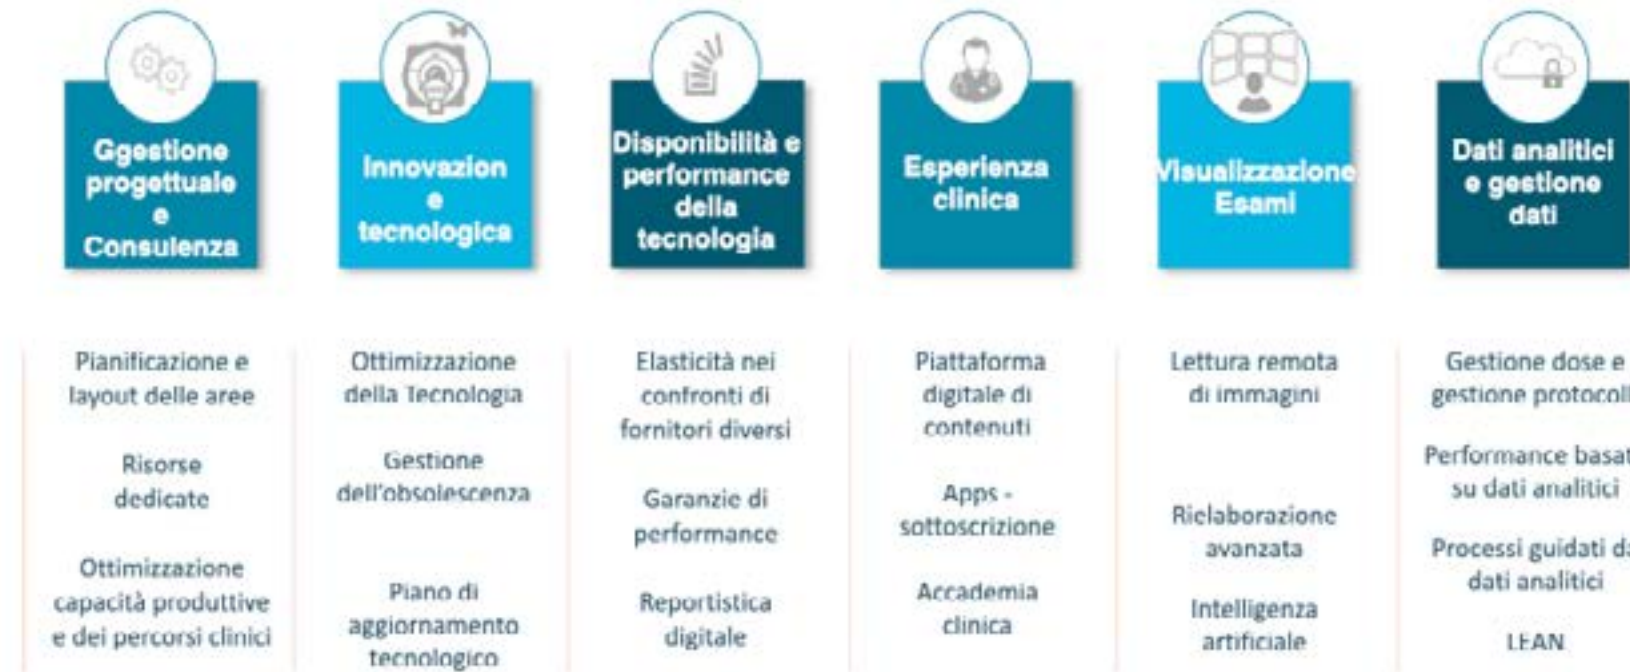 Ggestione
progettuale
e
Consulenza
Innovazion
e
tecnologica
Disponibilità e
performance
della
tecnologia
Esperienza
clinica
Visualizzazione
Esami
Dati analitici
e gestione
dati
Pianificazione e
layout delle aree
Risorse
dedicate
Ottimizzazione
capacità produttive
e dei percorsi clinici
Ottimizzazione
della Tecnologia
Gestione
dell'obsolescenza
Piano di
aggiornamento
tecnologico
Elasticità nei
confronti di
fornitori diversi
Garanzie di
performance
Reportistica
digitale
Piattaforma
digitale di
contenuti
Apps -
sottoscrizione
Accademia
clinica
Lettura remota
di immagini
Rielaborazione
avanzata
Intelligenza
artificiale
Gestione dose e
gestione protocoll
Performance basat
su dati analitici
Processi guidati da
dati analitici
LEAN